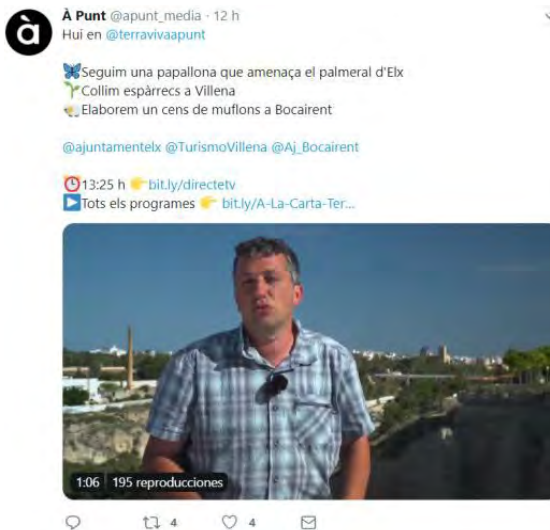 À Punt @apunt_media · 12 h
Hui en @terravivaapunt
Seguim una papallona que amenaça el palmeral d'Elx
Collim espàrrecs a Villena
Elaborem un cens de muflons a Bocairent
@ajuntamentelx @TurismoVillena @Aj_Bocairent
13:25 h bit.ly/directetv
Tots els programes bit.ly/A-La-Carta-Ter...
1:06 195 reproducciones
4 4